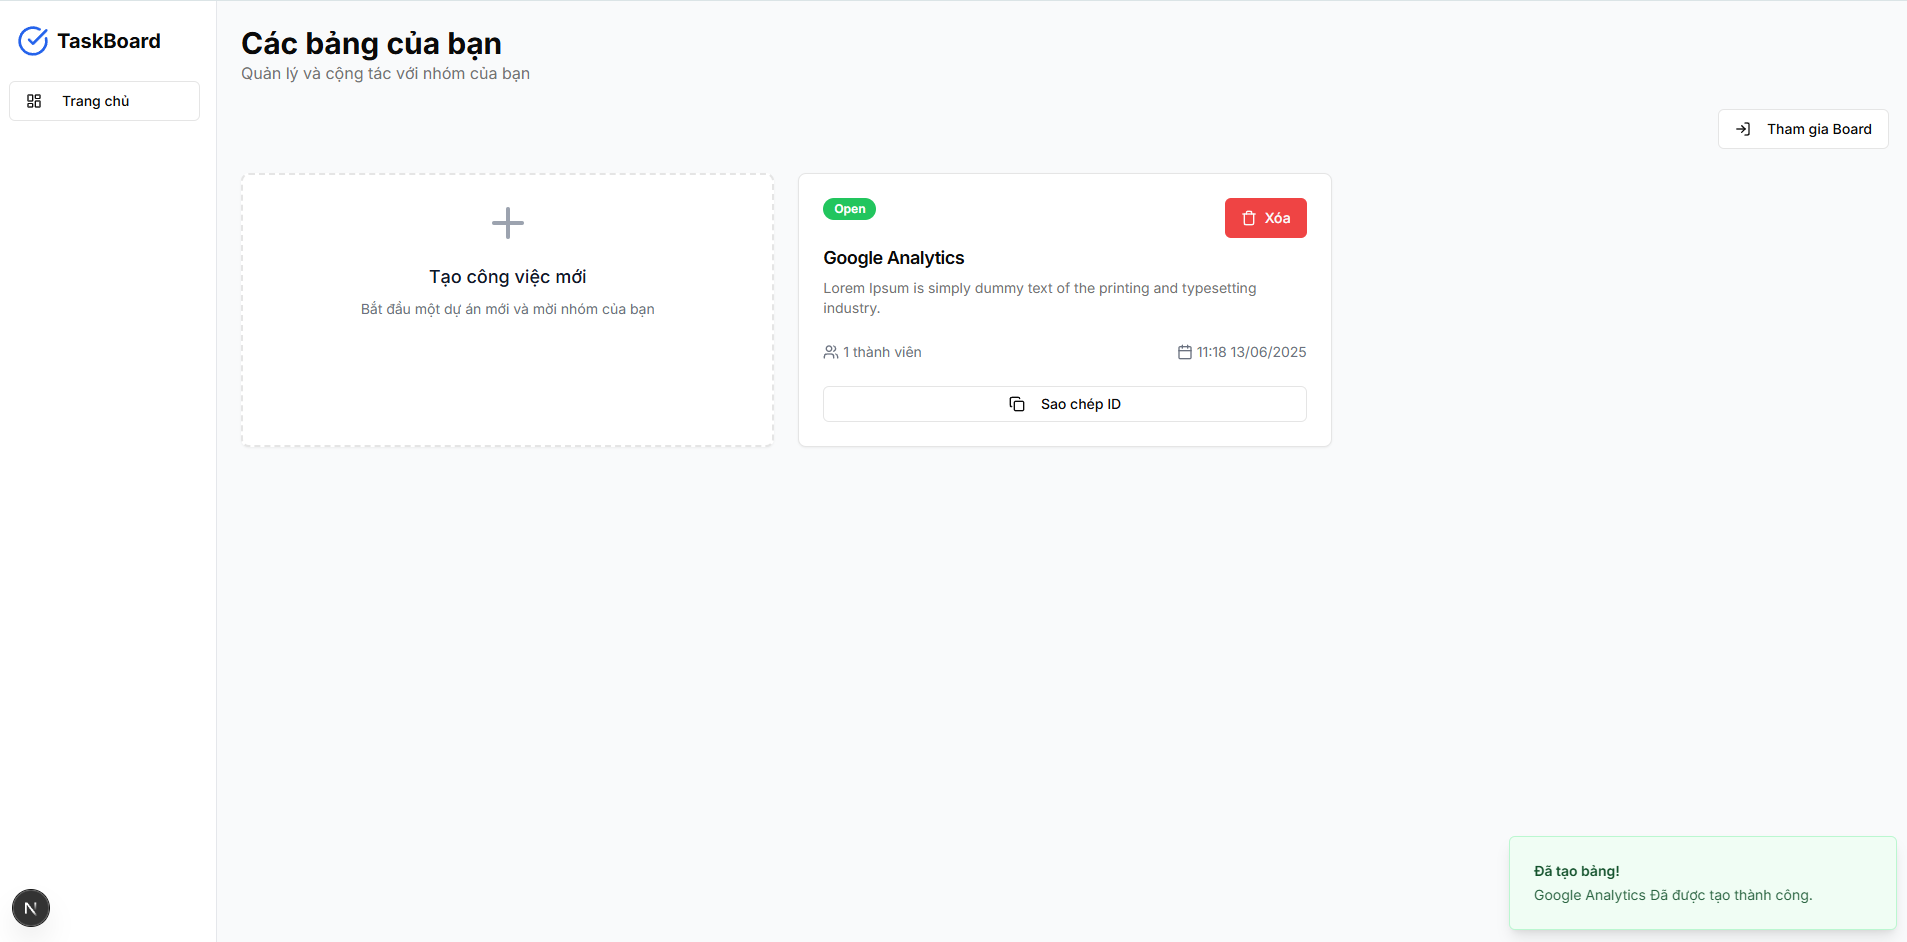 TaskBoard
Trang chủ
Các bảng của bạn
Quản lý và cộng tác với nhóm của bạn
Tham gia Board
Tạo công việc mới
Bắt đầu một dự án mới và mời nhóm của bạn
Open
Xóa
Google Analytics
Lorem Ipsum is simply dummy text of the printing and typesetting
industry.
1 thành viên
11:18 13/06/2025
Sao chép ID
Đã tạo bảng!
Google Analytics Đã được tạo thành công.
N